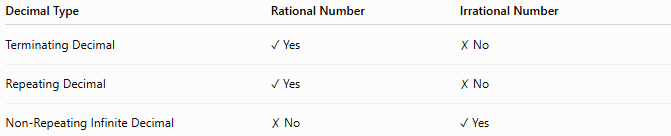 Decimal Type Rational Number Irrational Number
Terminating Decimal ✓ Yes ✗ No
Repeating Decimal ✓ Yes ✗ No
Non-Repeating Infinite Decimal ✗ No ✓ Yes